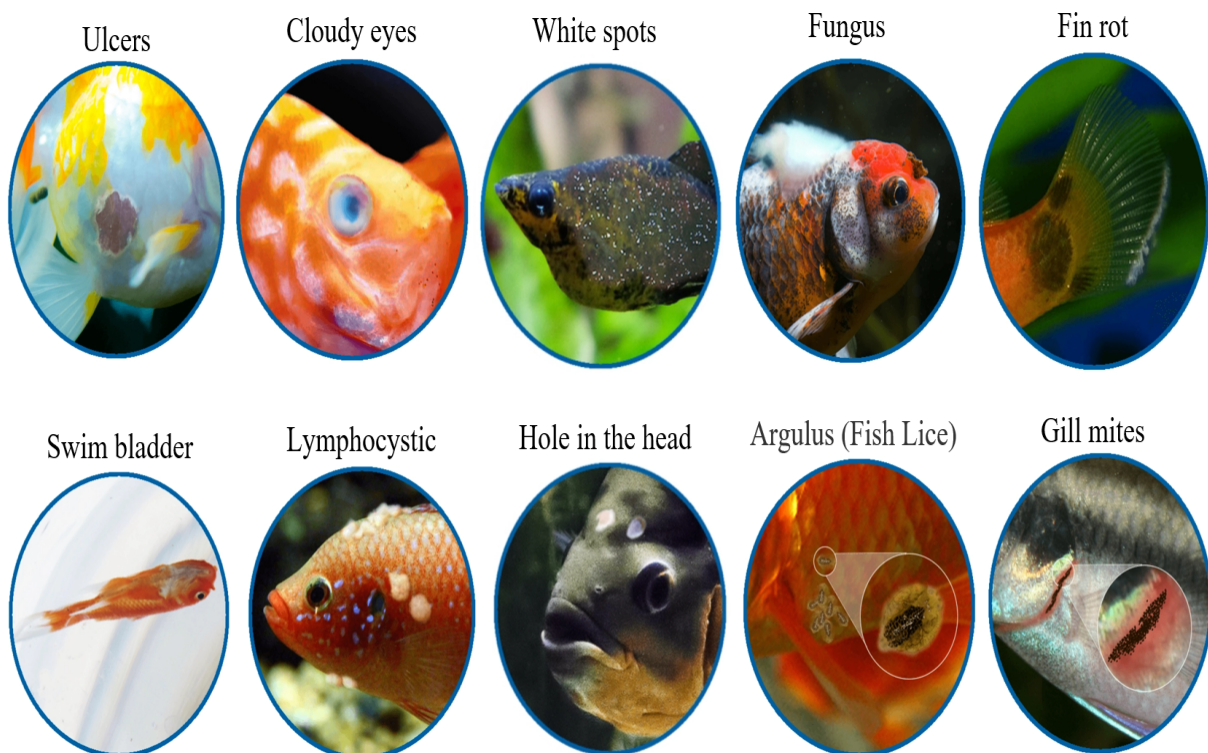 Ulcers
Cloudy eyes
White spots
Fungus
Fin rot
Swim bladder
Lymphocystic
Hole in the head
Argulus (Fish Lice)
Gill mites